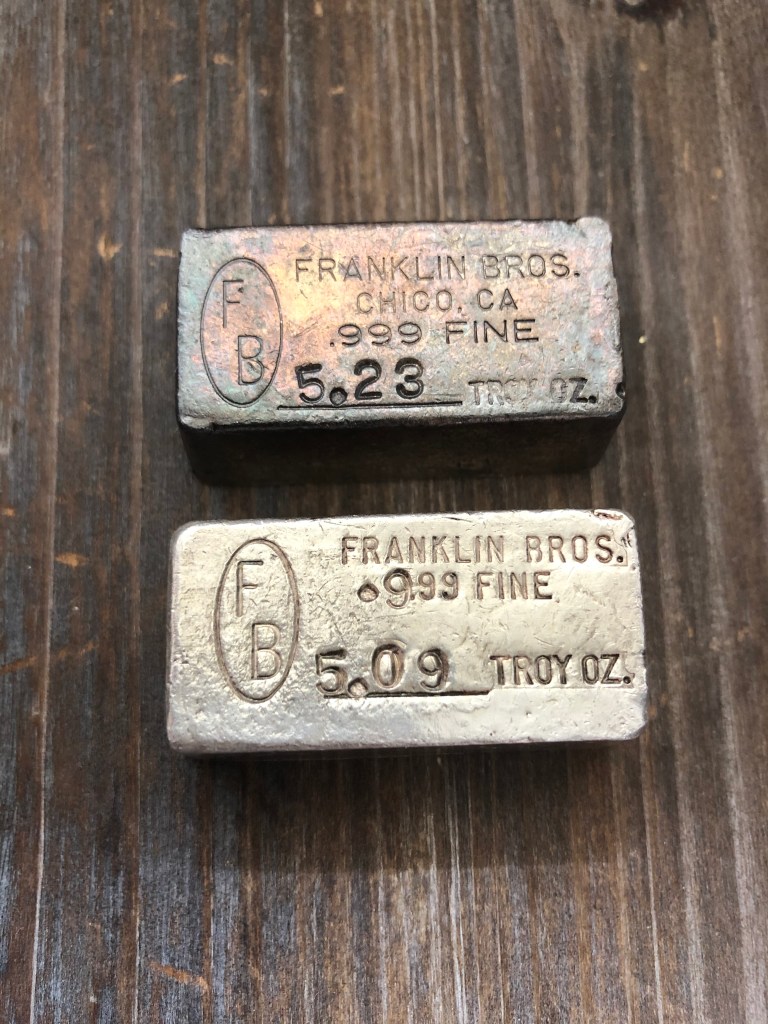 F
B
FRANKLIN BROS.
CHICO, CA
.999 FINE
5.23 TROY OZ.
F
B
FRANKLIN BROS.
.999 FINE
5.09 TROY OZ.